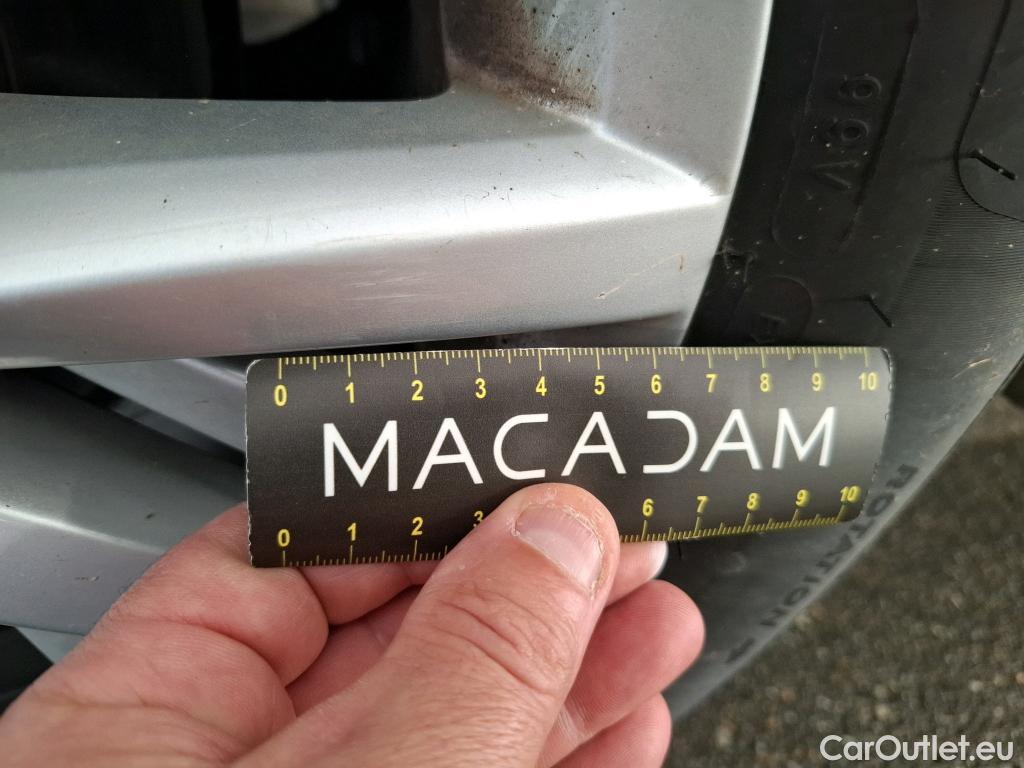 99V
0 1 2 3 4 5 6 7 8 9 10
MACADAM
0 1 2 3 6 7 8 9 10
ROTATION
CarOutlet.eu